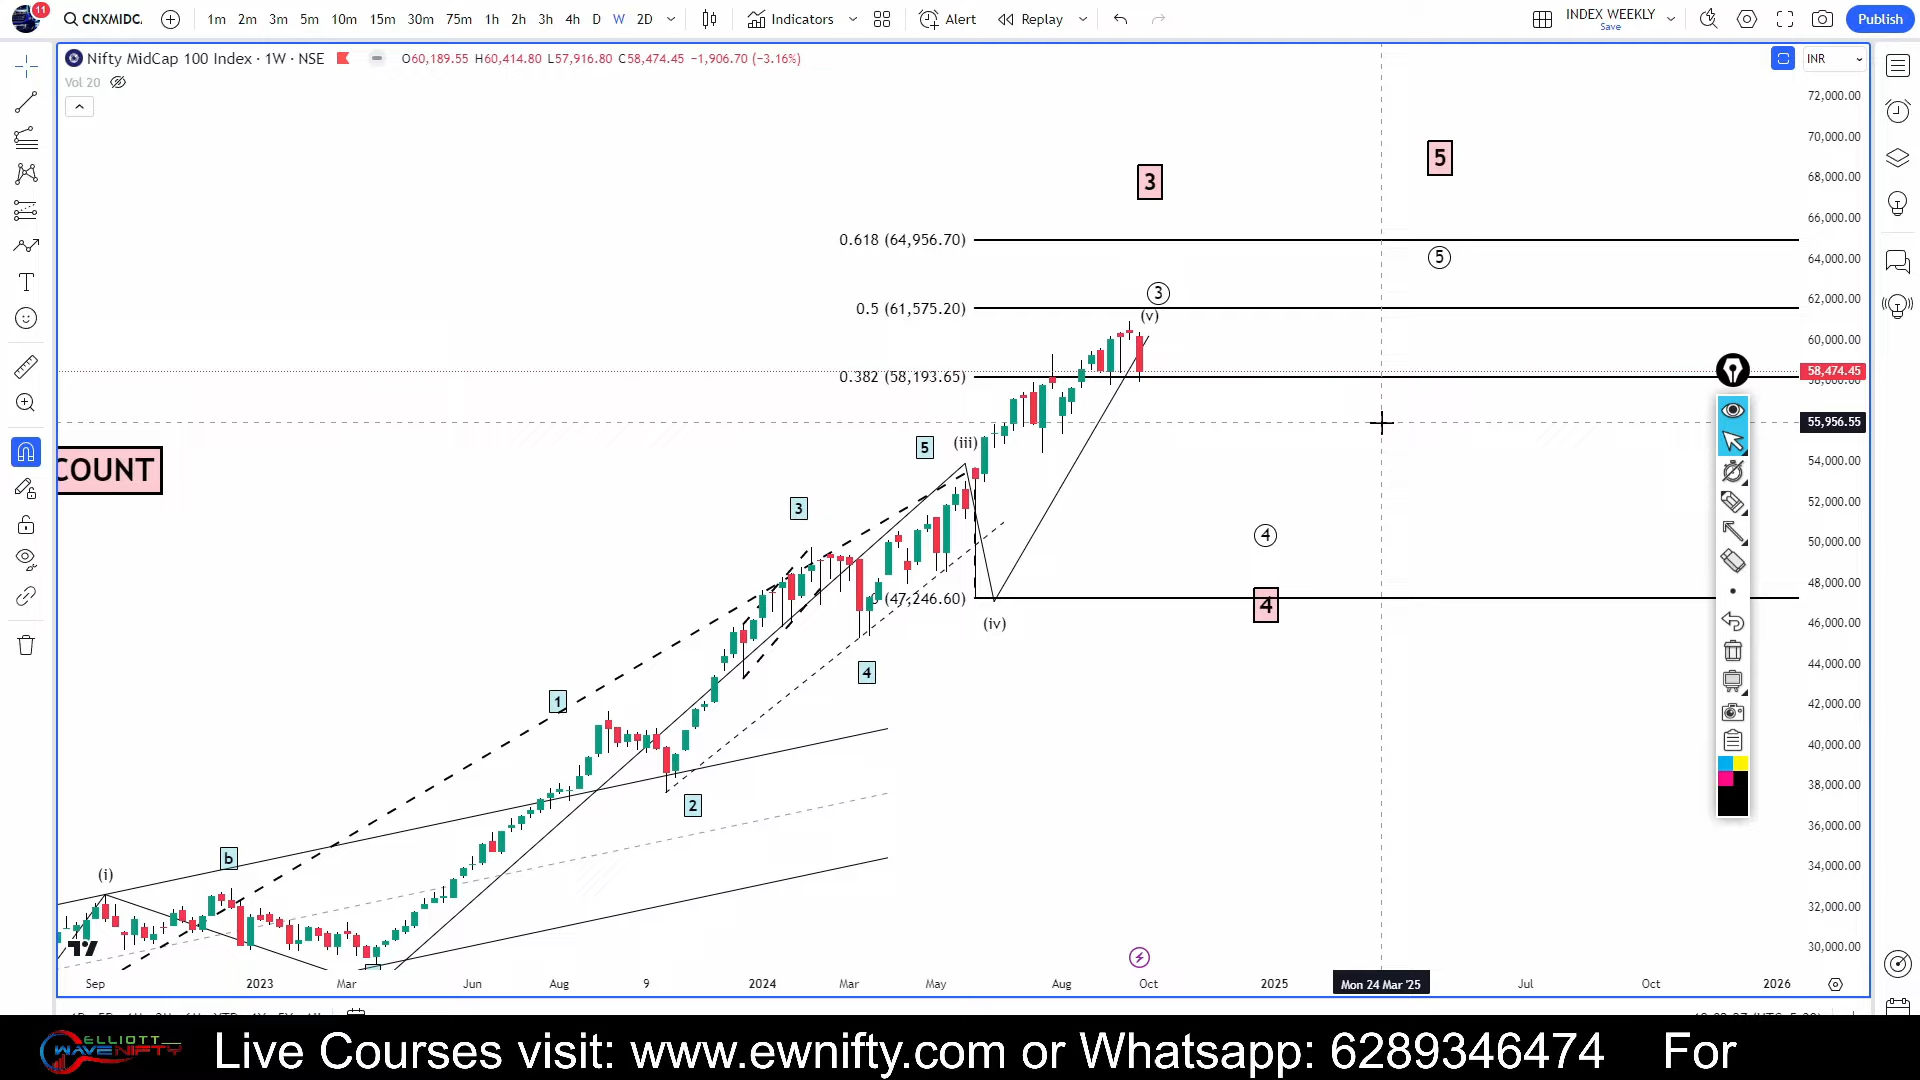 11
CNXMIDC
1m 2m 3m 5m 10m 15m 30m 75m 1h 2h 3h 4h D W 2D
Indicators
Alert
Replay
INDEX WEEKLY
Save
Publish
Nifty MidCap 100 Index · 1W · NSE
O60,189.55 H60,414.80 L57,916.80 C58,474.45 −1,906.70 (−3.16%)
INR
Vol 20
72,000.00
70,000.00
68,000.00
66,000.00
64,000.00
62,000.00
60,000.00
58,474.45
55,956.55
54,000.00
52,000.00
50,000.00
48,000.00
46,000.00
44,000.00
42,000.00
40,000.00
38,000.00
36,000.00
34,000.00
32,000.00
30,000.00
5
3
0.618 (64,956.70)
5
3
0.5 (61,575.20)
(v)
0.382 (58,193.65)
5
(iii)
COUNT
3
4
(47,246.60)
4
(iv)
4
1
2
b
(i)
Sep 2023 Mar Jun Aug 9 2024 Mar May Aug Oct 2025 Mon 24 Mar '25 Jul Oct 2026
ELLIOTT
WAVENIFTY
Live Courses visit: www.ewnifty.com or Whatsapp: 6289346474 For